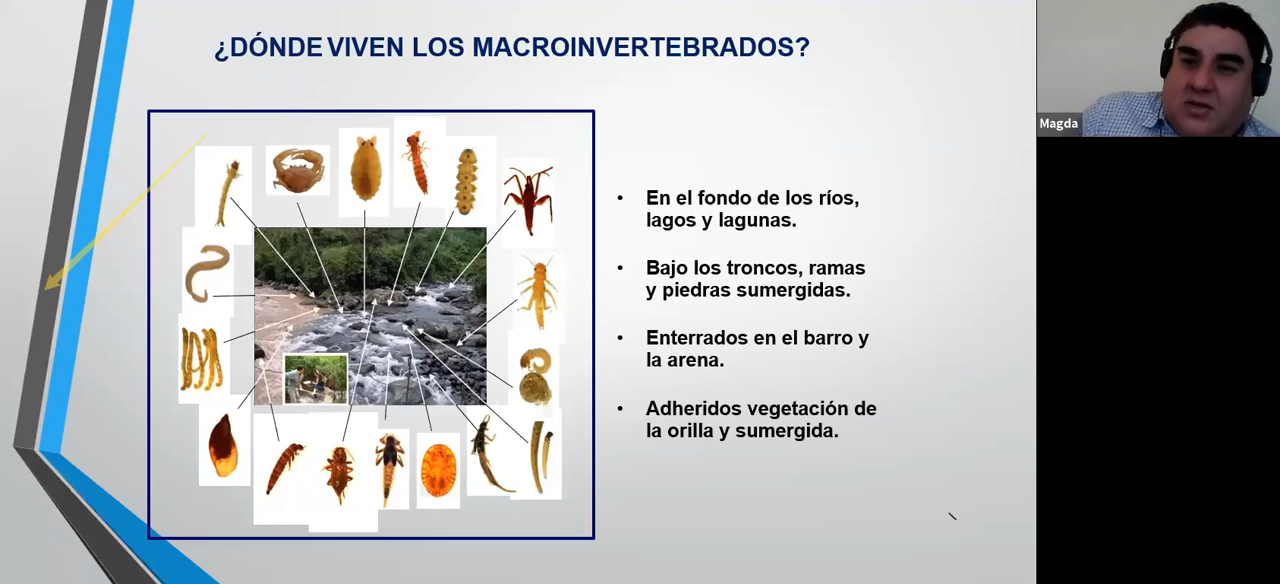 ¿DÓNDE VIVEN LOS MACROINVERTEBRADOS?
Magda
• En el fondo de los ríos,
lagos y lagunas.
• Bajo los troncos, ramas
y piedras sumergidas.
• Enterrados en el barro y
la arena.
• Adheridos vegetación de
la orilla y sumergida.